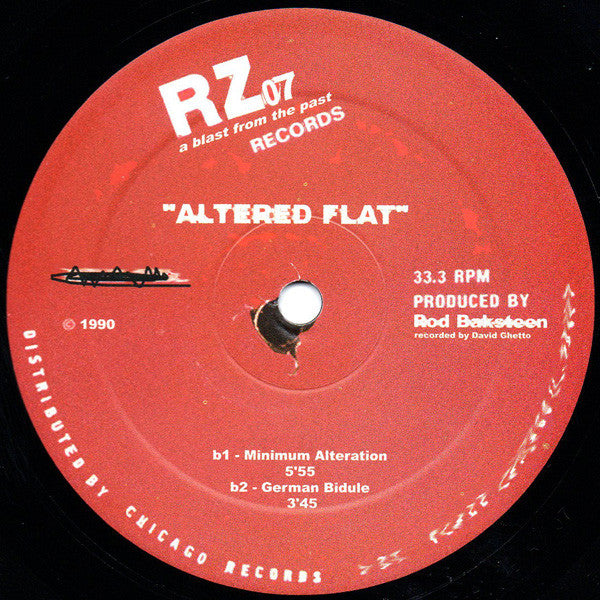 RZ07
a blast from the past
RECORDS
"ALTERED FLAT"
33.3 RPM
PRODUCED BY
Rod Baksteen
recorded by David Ghetto
© 1990
b1 - Minimum Alteration
5'55
b2 - German Bidule
3'45
DISTRIBUTED BY CHICAGO RECORDS